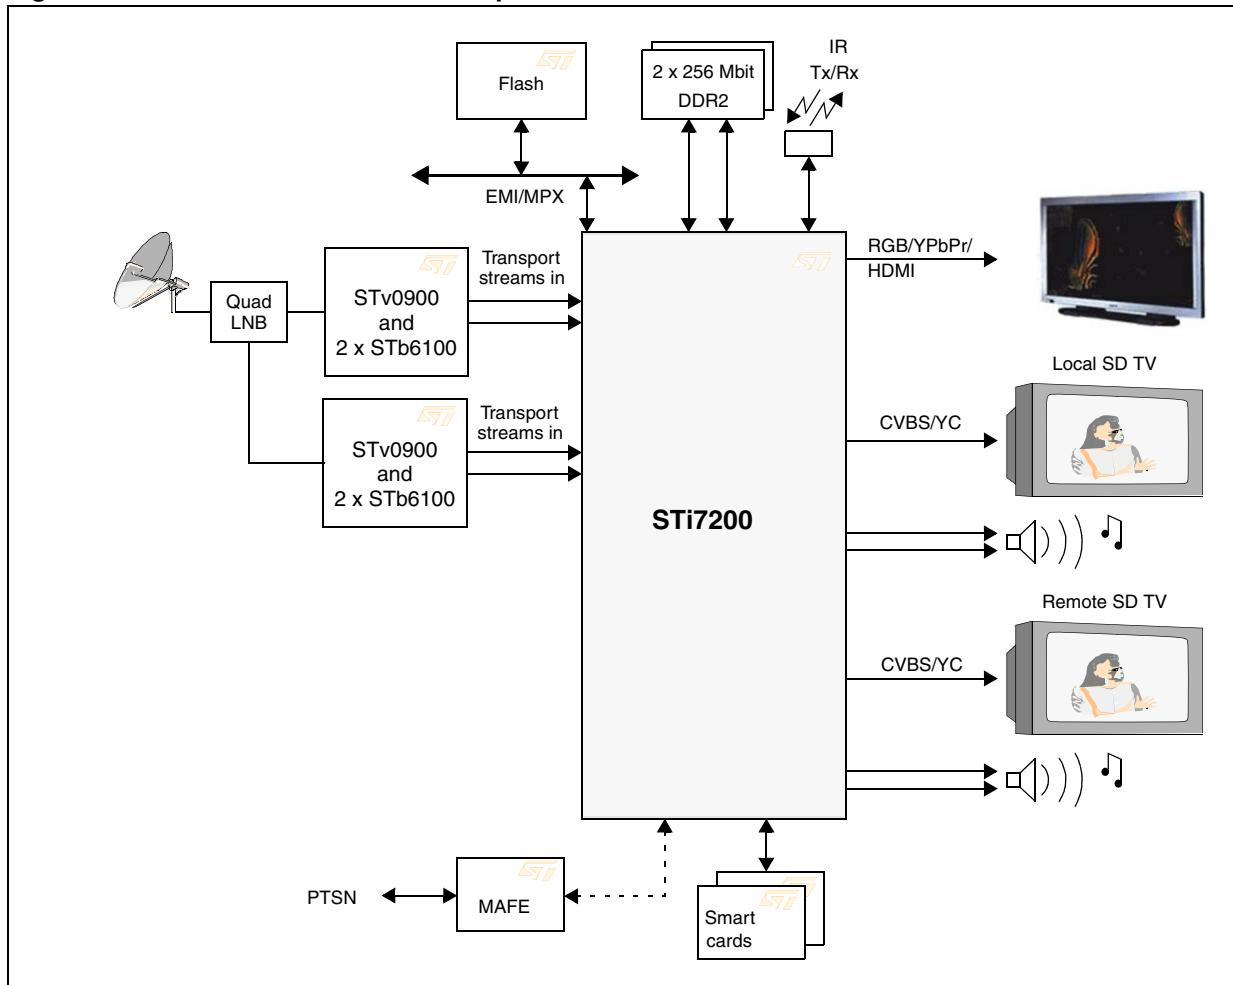 Flash
2 x 256 Mbit
DDR2
IR
Tx/Rx
EMI/MPX
Quad
LNB
STv0900
and
2 x STb6100
Transport
streams in
STv0900
and
2 x STb6100
Transport
streams in
STi7200
RGB/YPbPr/
HDMI
Local SD TV
CVBS/YC
Remote SD TV
CVBS/YC
PTSN
MAFE
Smart
cards